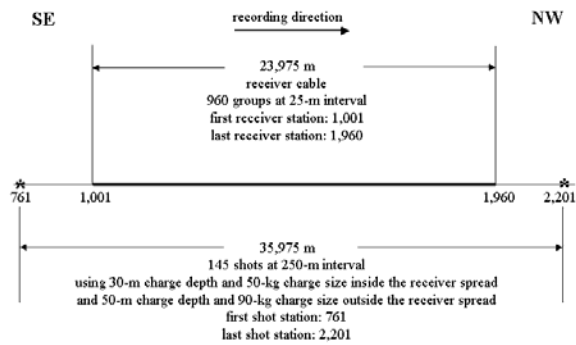 SE
recording direction
NW
23,975 m
receiver cable
960 groups at 25-m interval
first receiver station: 1,001
last receiver station: 1,960
* *
761 1,001 1,960 2,201
35,975 m
145 shots at 250-m interval
using 30-m charge depth and 50-kg charge size inside the receiver spread
and 50-m charge depth and 90-kg charge size outside the receiver spread
first shot station: 761
last shot station: 2,201